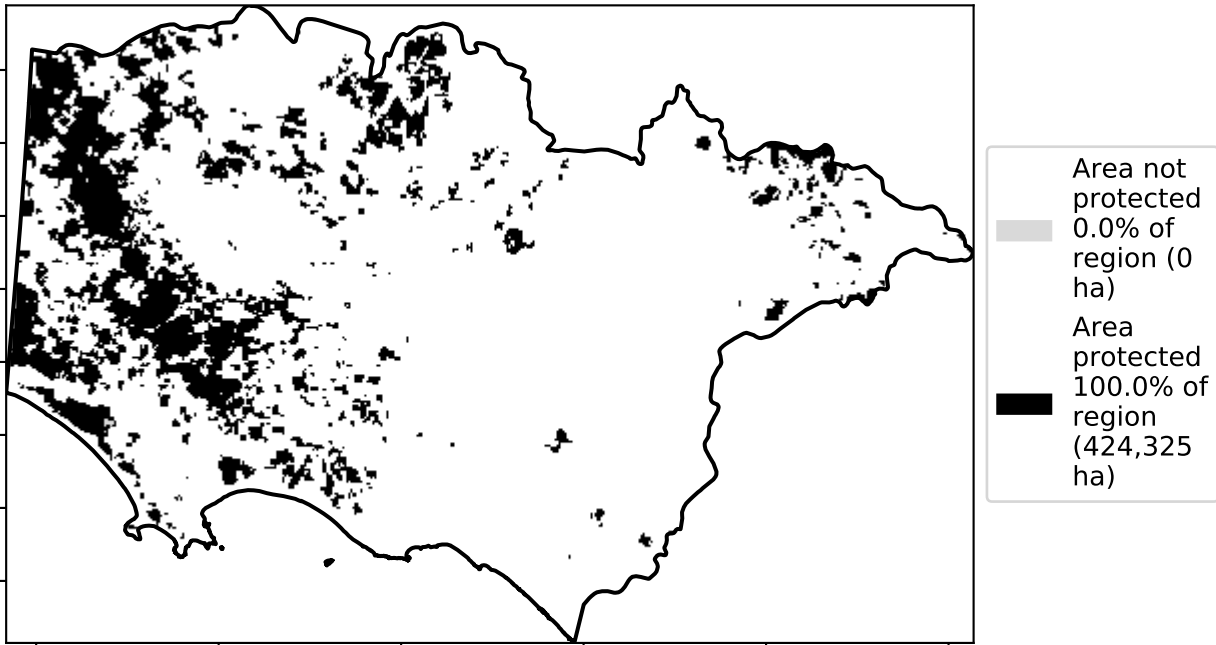 Area not
protected
0.0% of
region (0
ha)
Area
protected
100.0% of
region
(424,325
ha)